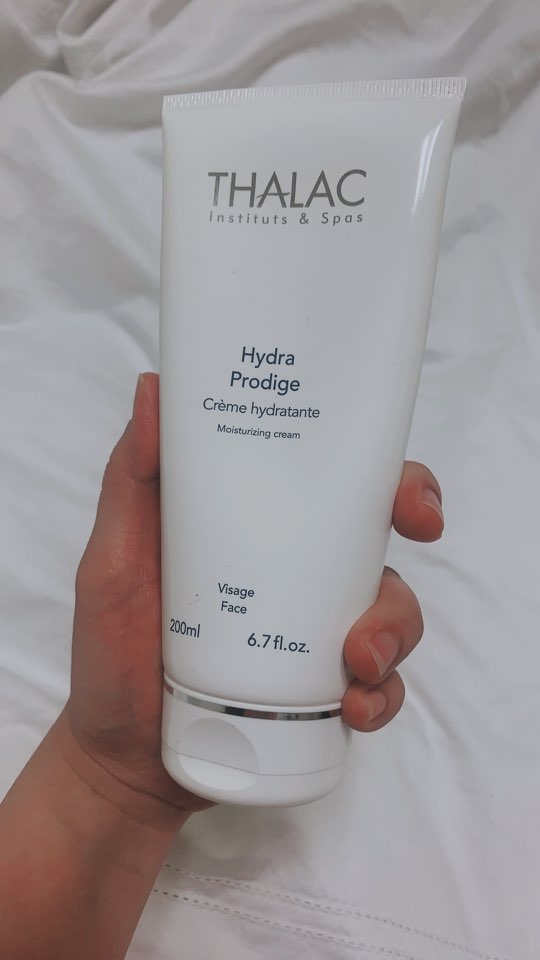 THALAC
Instituts & Spas
Hydra
Prodige
Crème hydratante
Moisturizing cream
Visage
Face
200ml 6.7 fl.oz.